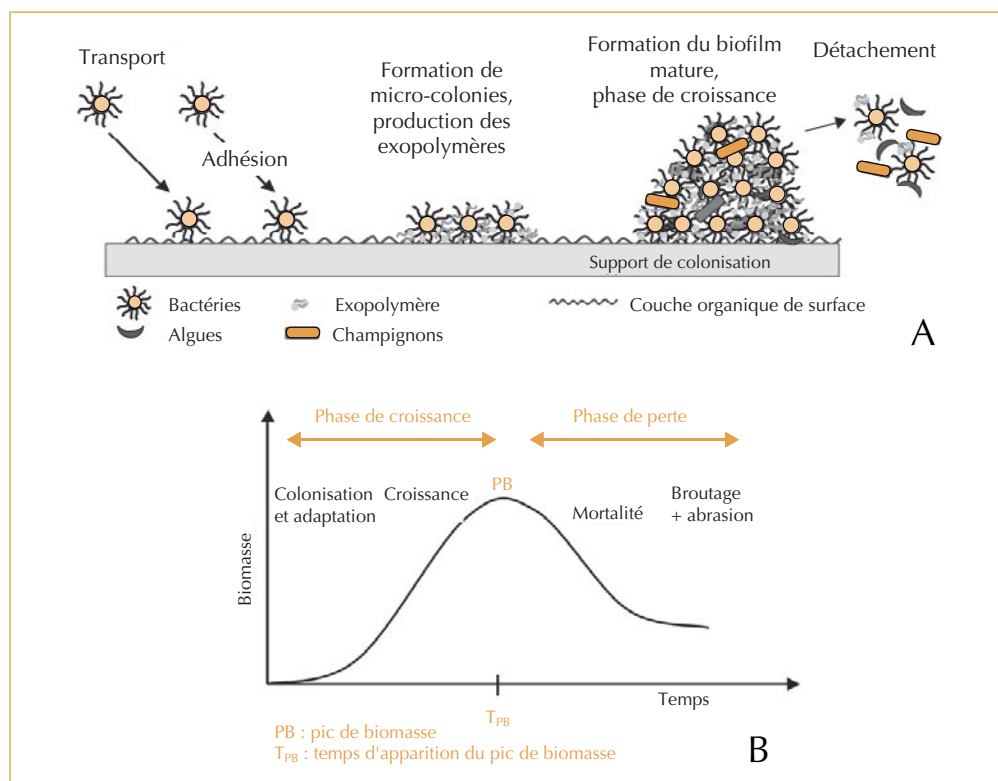 Transport
Adhésion
Formation de
micro-colonies,
production des
exopolymères
Formation du biofilm
mature,
phase de croissance
Détachement
Support de colonisation
Bactéries
Exopolymère
Couche organique de surface
Algues
Champignons
A
Phase de croissance
Phase de perte
PB
Colonisation
et adaptation
Croissance
Mortalité
Broutage
+ abrasion
Biomasse
Temps
TPB
PB : pic de biomasse
TPB : temps d'apparition du pic de biomasse
B